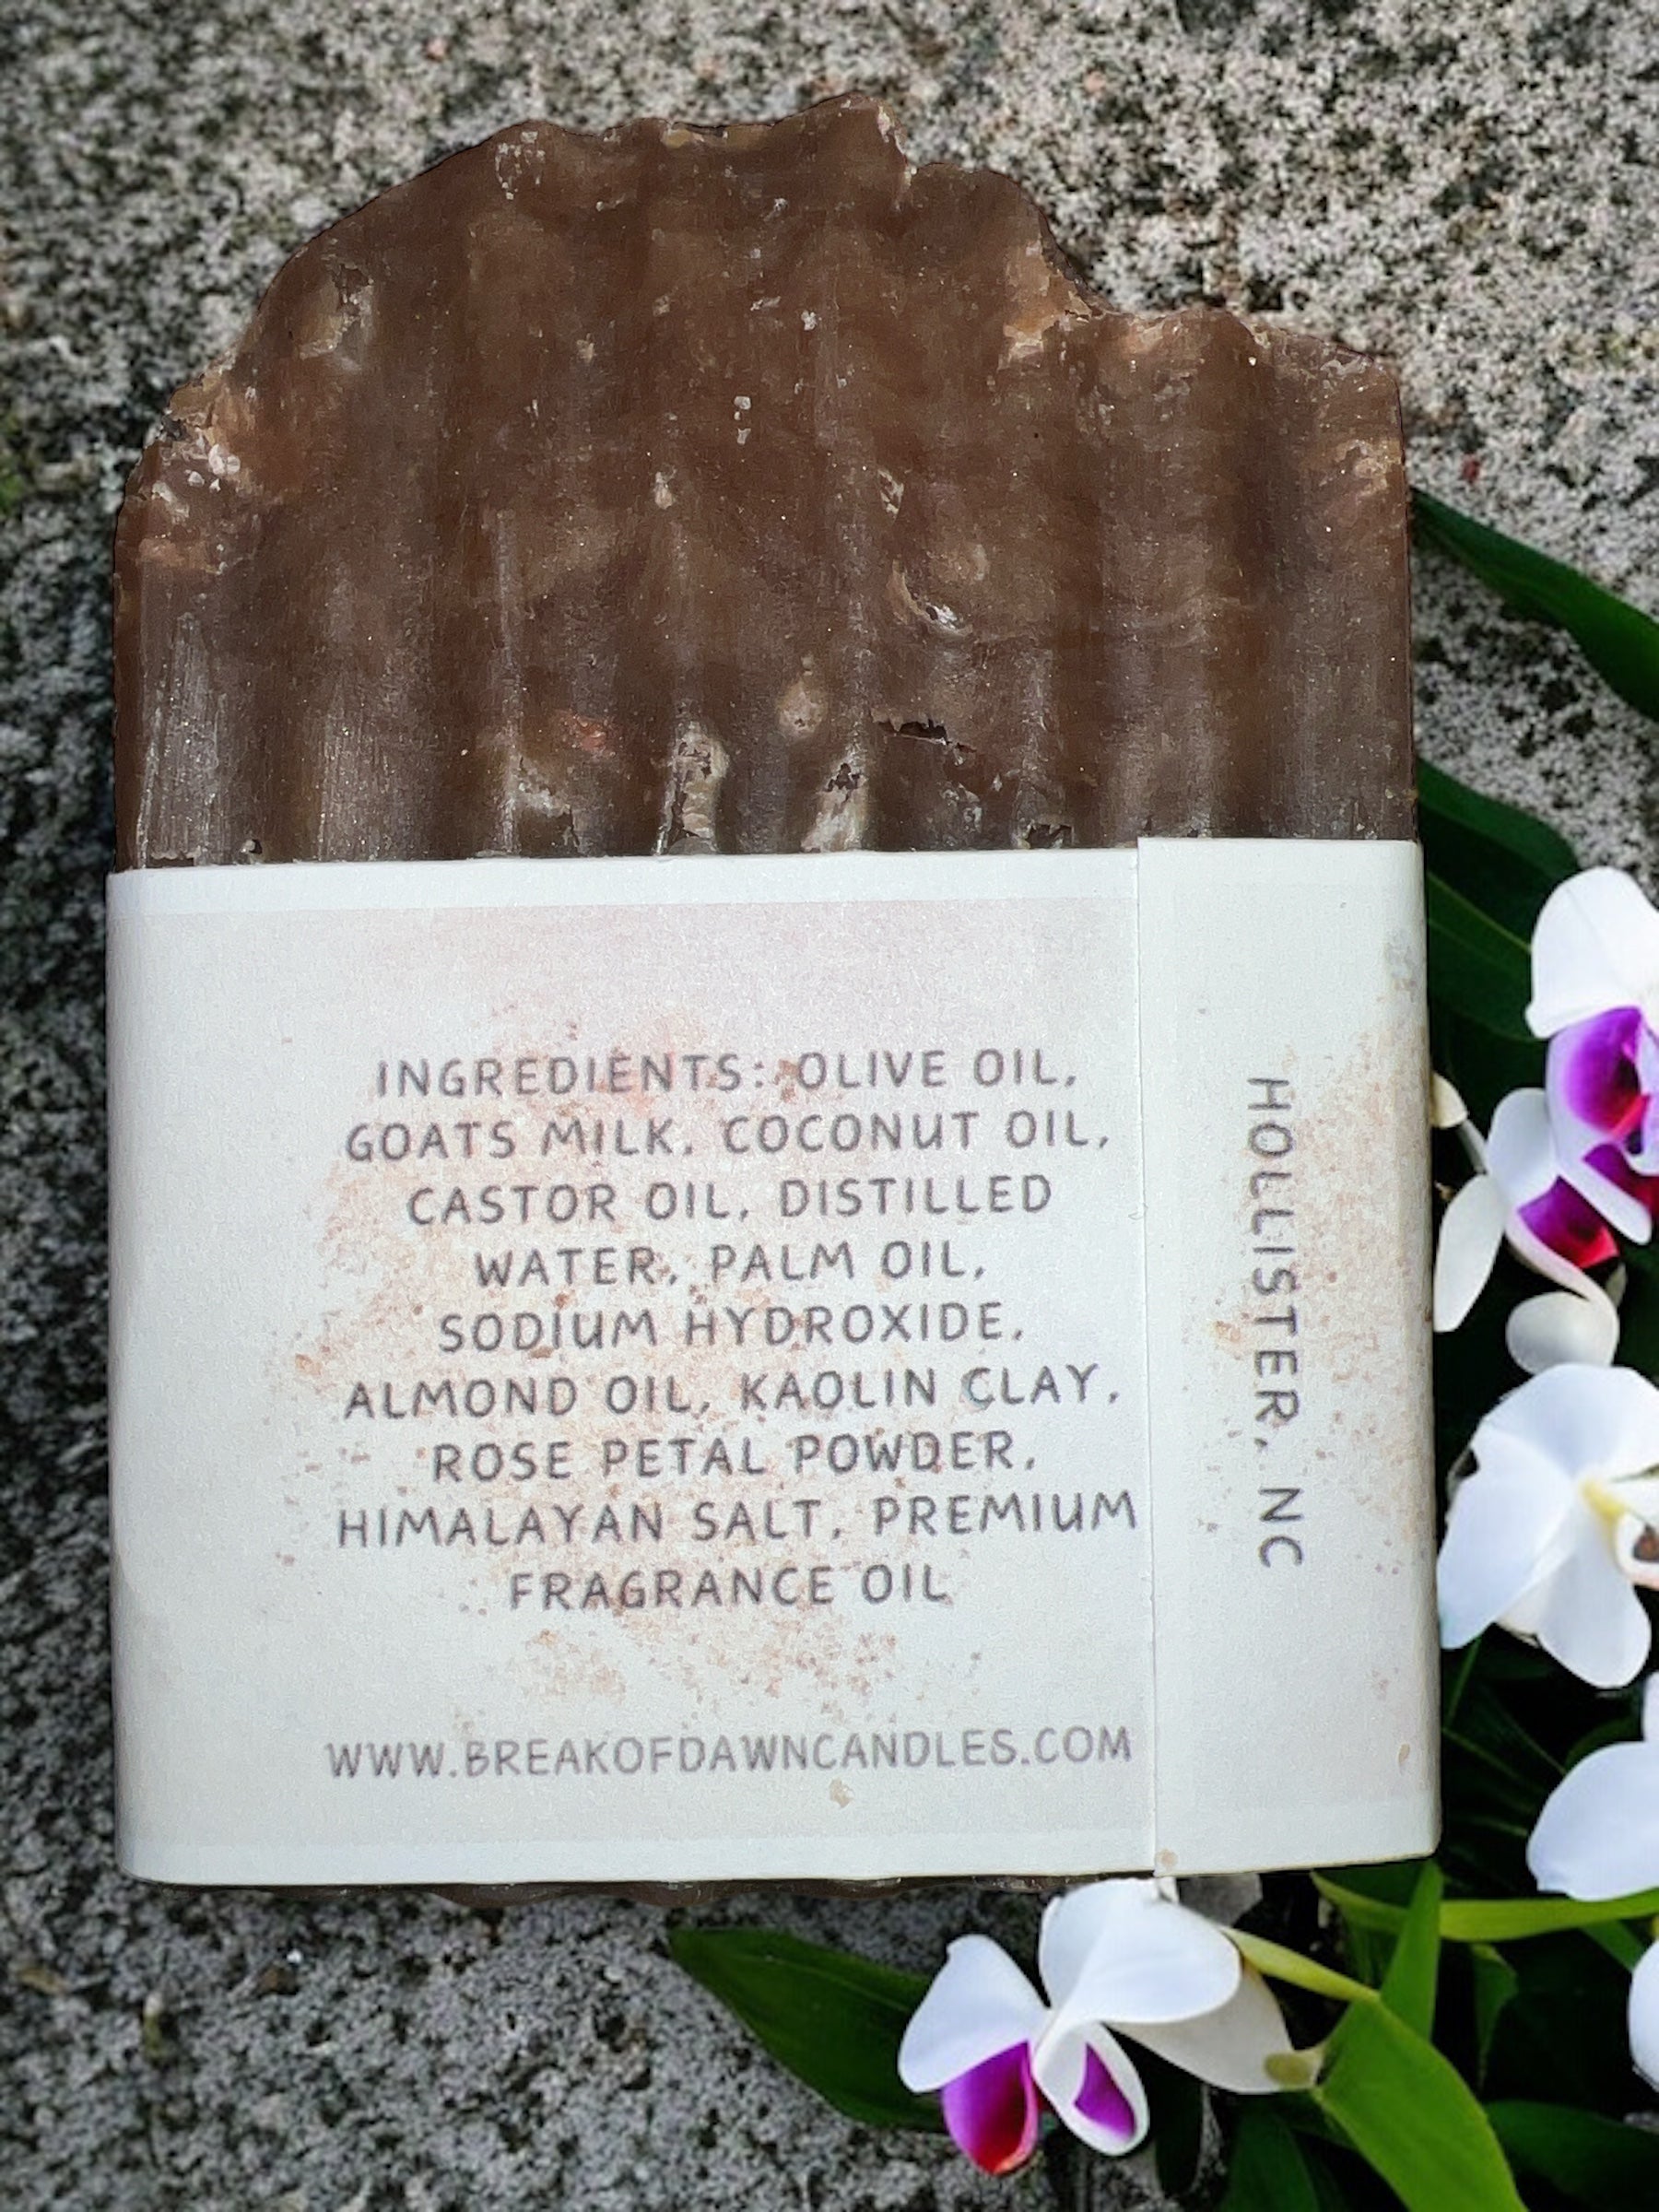 INGREDIENTS: OLIVE OIL,
GOATS MILK, COCONUT OIL,
CASTOR OIL, DISTILLED
WATER, PALM OIL,
SODIUM HYDROXIDE,
ALMOND OIL, KAOLIN CLAY,
ROSE PETAL POWDER,
HIMALAYAN SALT, PREMIUM
FRAGRANCE OIL
WWW.BREAKOFDAWNCANDLES.COM
HOLLISTER, NC